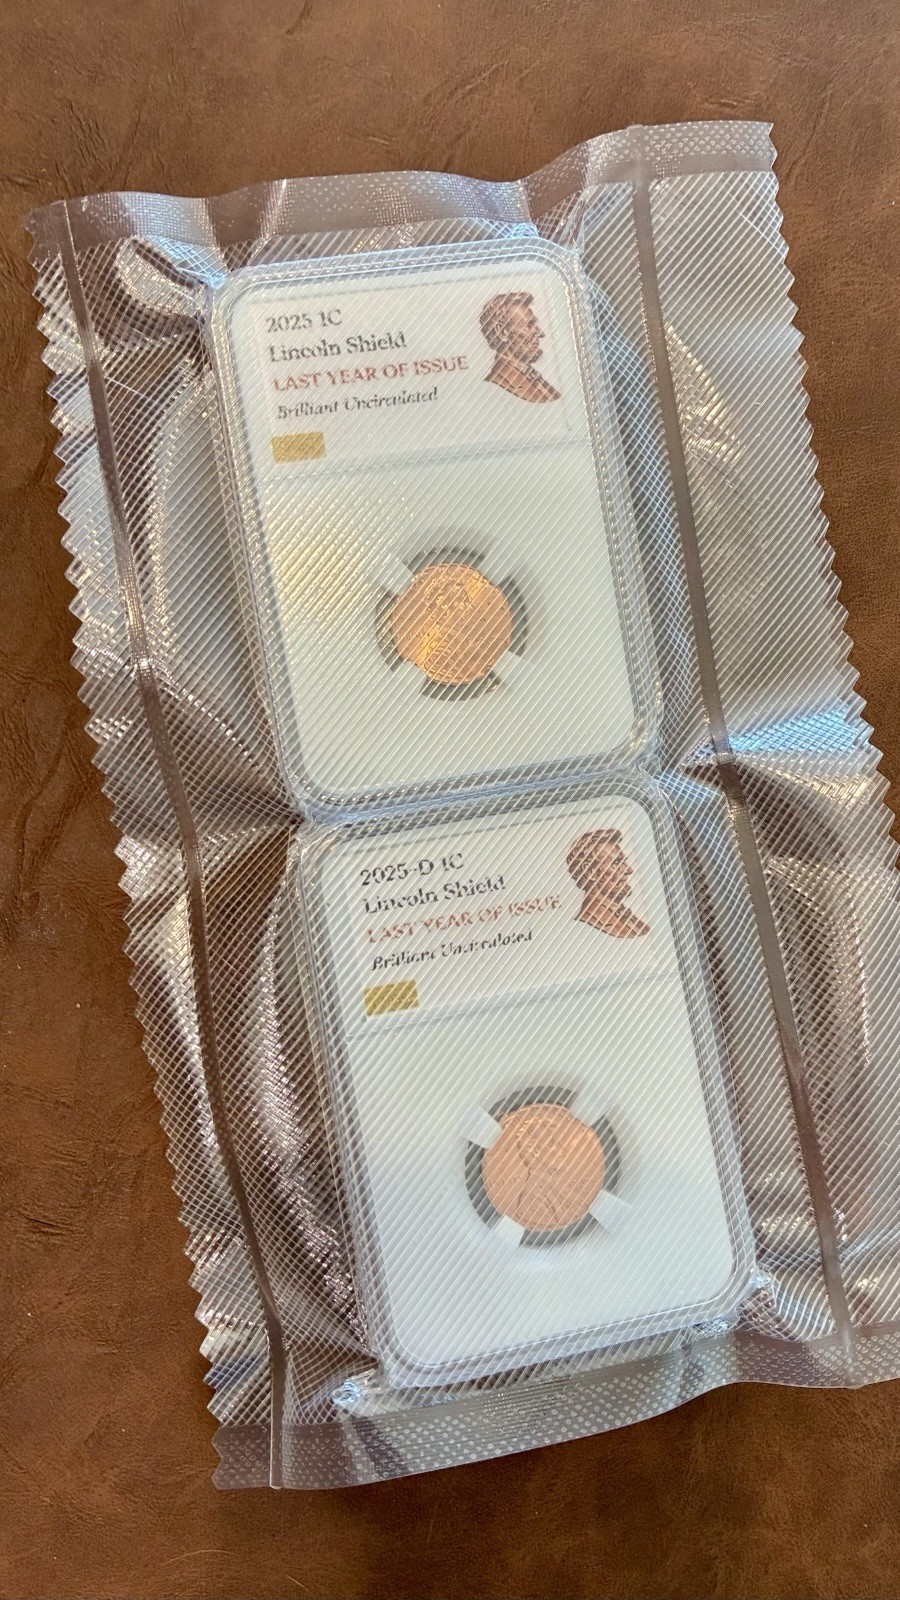 2025 1C
Lincoln Shield
LAST YEAR OF ISSUE
Brilliant Uncirculated
2025-D 1C
Lincoln Shield
LAST YEAR OF ISSUE
Brilliant Uncirculated